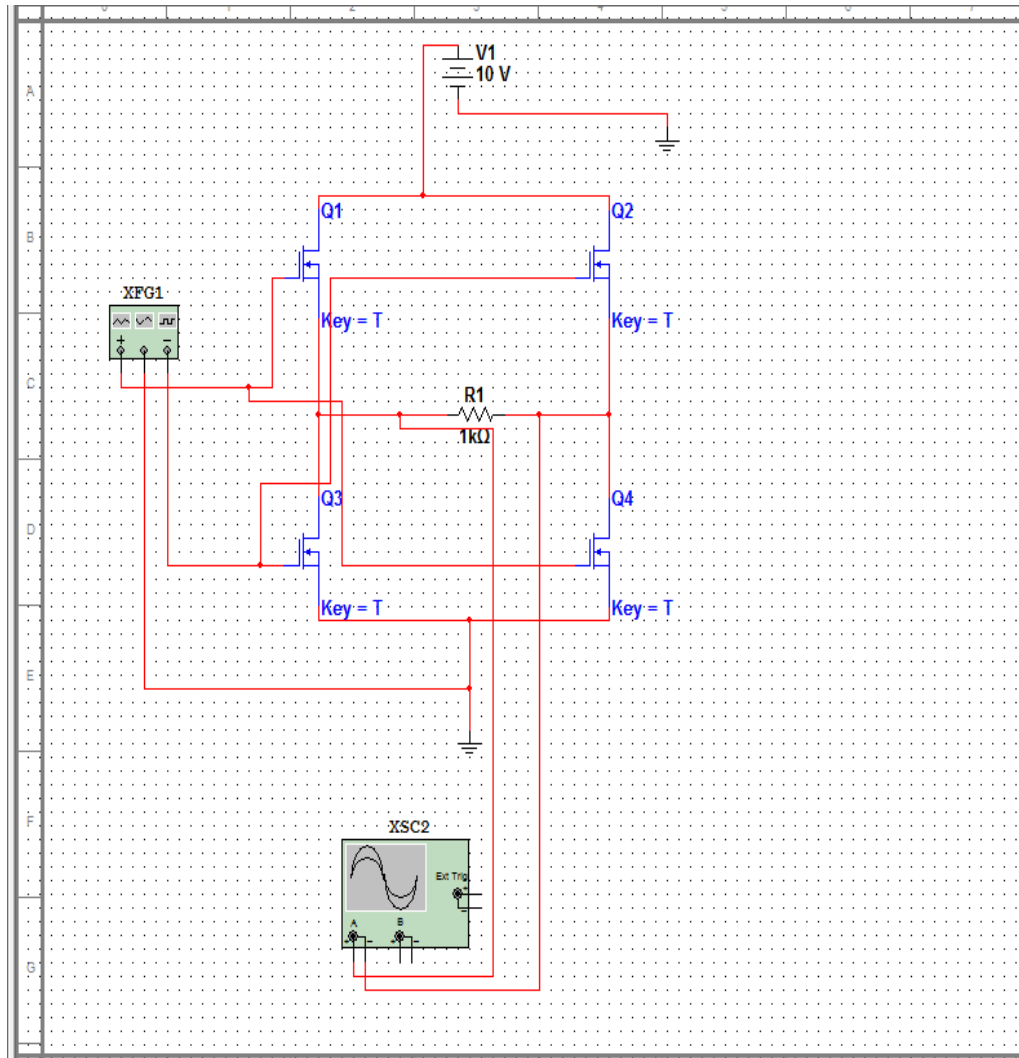 V1
10 V
A
Q1
Q2
B
XFG1
+
−
Key = T
Key = T
C
R1
1kΩ
Q3
Q4
D
Key = T
Key = T
E
XSC2
F
Ext Trig
+
−
A
B
+
−
+
−
G